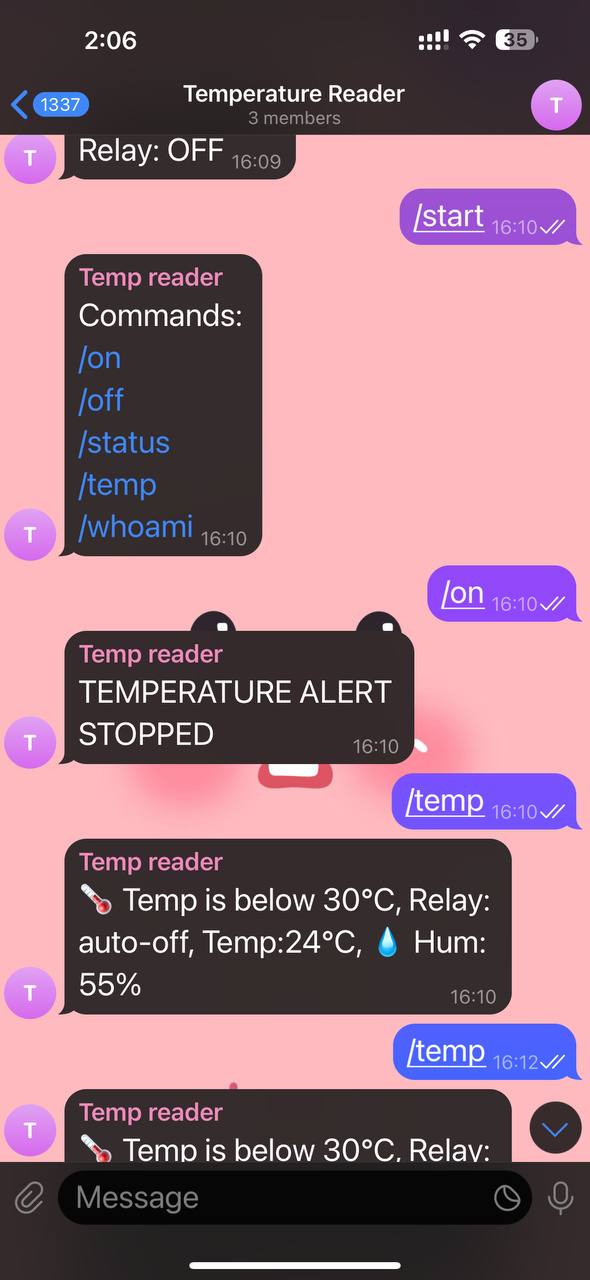 2:06
35
1337
Temperature Reader
3 members
T
T
Relay: OFF 16:09
/start 16:10
Temp reader
Commands:
/on
/off
/status
/temp
/whoami 16:10
T
/on 16:10
Temp reader
TEMPERATURE ALERT
STOPPED 16:10
T
/temp 16:10
Temp reader
🌡️ Temp is below 30°C, Relay:
auto-off, Temp:24°C, 💧 Hum:
55% 16:10
T
/temp 16:12
Temp reader
T
🌡️ Temp is below 30°C, Relay:
Message